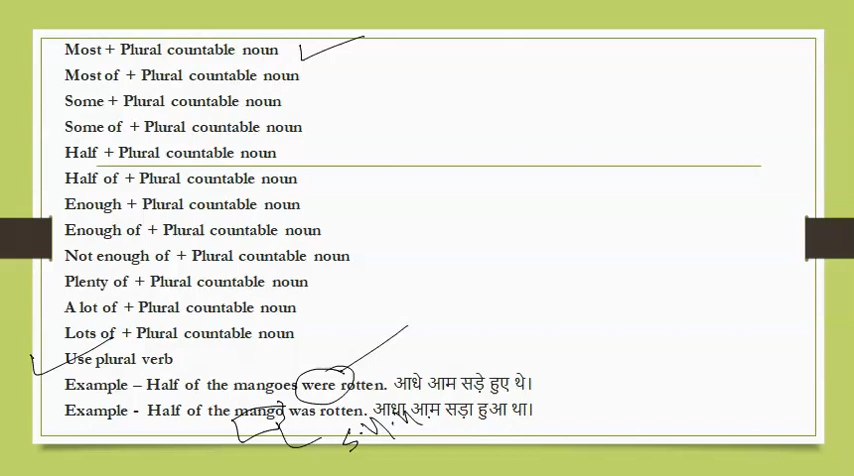 Most + Plural countable noun
Most of + Plural countable noun
Some + Plural countable noun
Some of + Plural countable noun
Half + Plural countable noun
Half of + Plural countable noun
Enough + Plural countable noun
Enough of + Plural countable noun
Not enough of + Plural countable noun
Plenty of + Plural countable noun
A lot of + Plural countable noun
Lots of + Plural countable noun
Use plural verb
Example – Half of the mangoes were rotten. आधे आम सड़े हुए थे।
Example - Half of the mango was rotten. आधा आम सड़ा हुआ था।